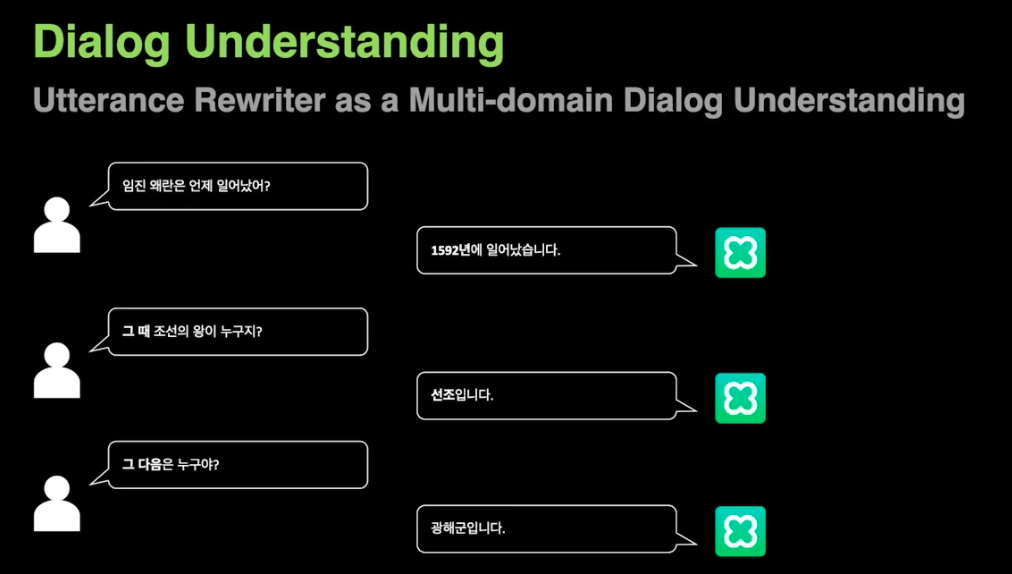 Dialog Understanding
Utterance Rewriter as a Multi-domain Dialog Understanding
임진 왜란은 언제 일어났어?
1592년에 일어났습니다.
그 때 조선의 왕이 누구지?
선조입니다.
그 다음은 누구야?
광해군입니다.